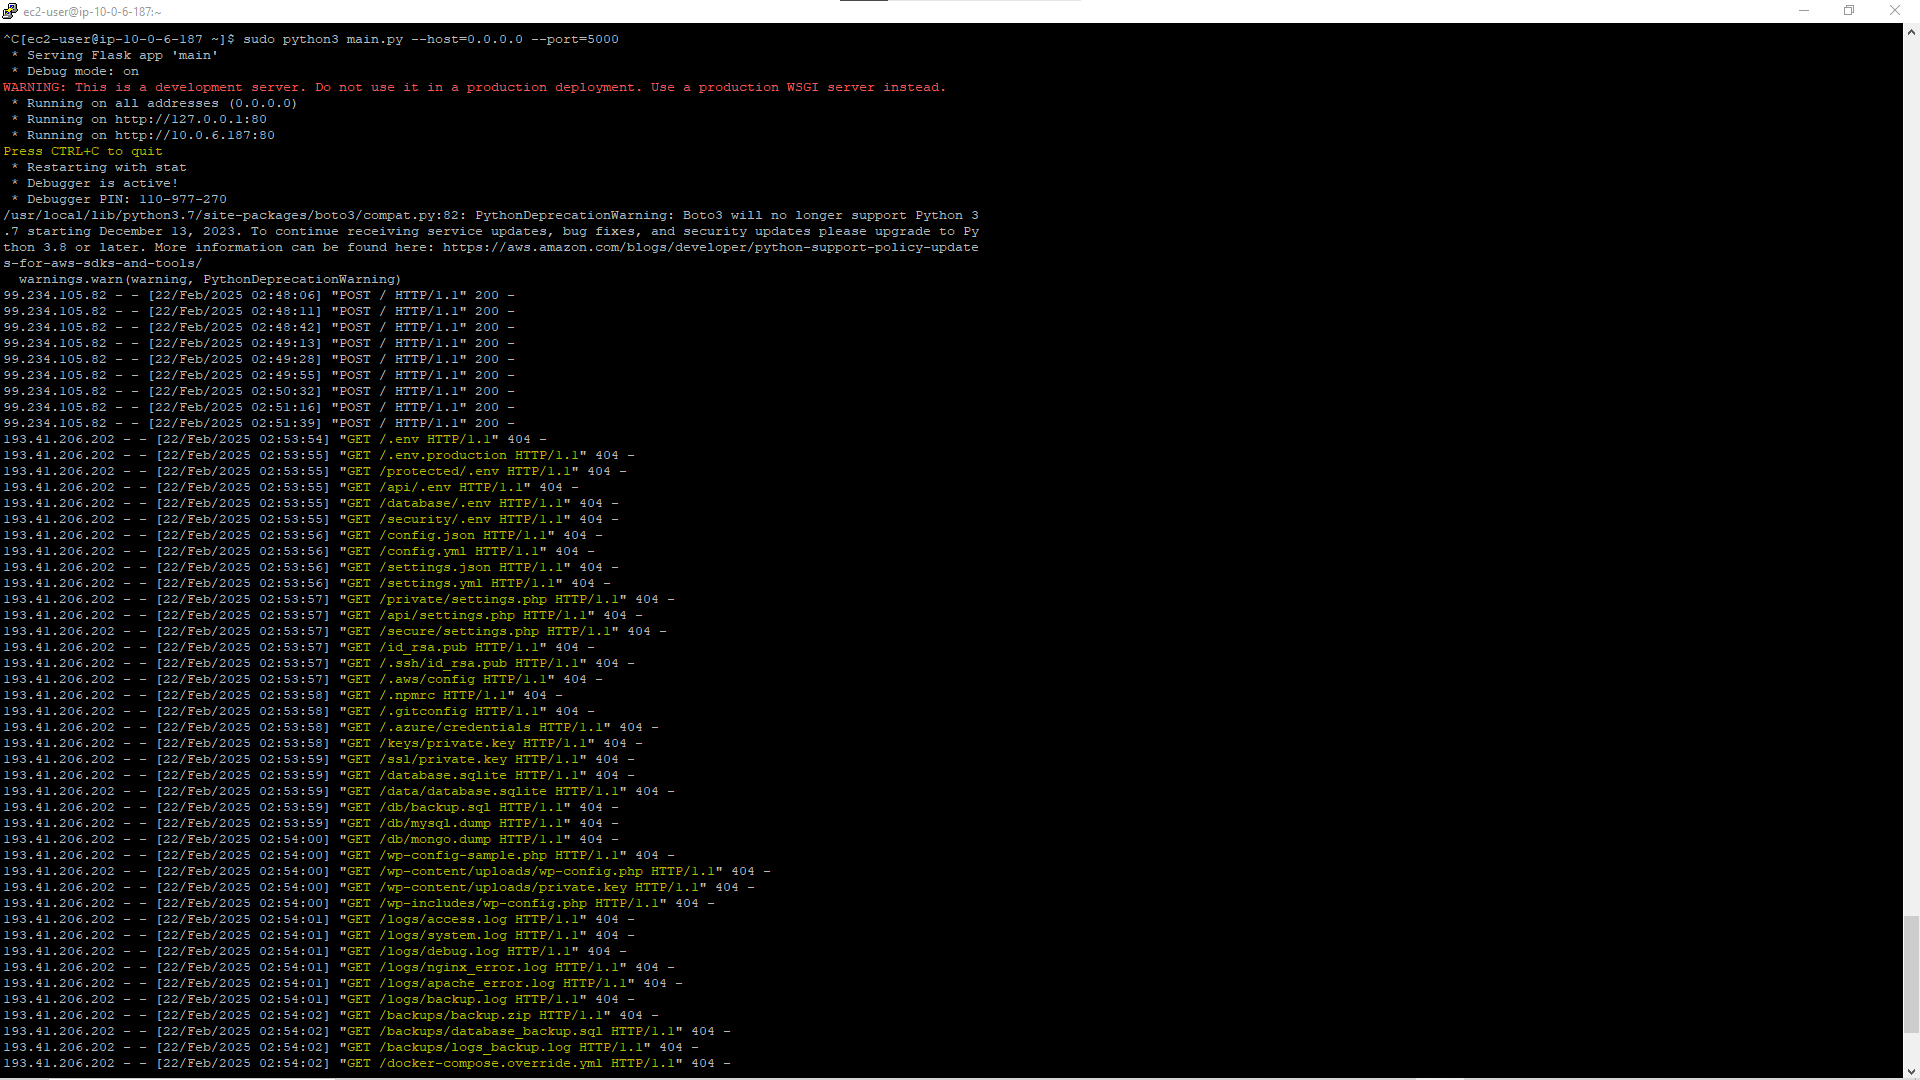 ec2-user@ip-10-0-6-187:~
^C[ec2-user@ip-10-0-6-187 ~]$ sudo python3 main.py --host=0.0.0.0 --port=5000
 * Serving Flask app 'main'
 * Debug mode: on
WARNING: This is a development server. Do not use it in a production deployment. Use a production WSGI server instead.
 * Running on all addresses (0.0.0.0)
 * Running on http://127.0.0.1:80
 * Running on http://10.0.6.187:80
Press CTRL+C to quit
 * Restarting with stat
 * Debugger is active!
 * Debugger PIN: 110-977-270
/usr/local/lib/python3.7/site-packages/boto3/compat.py:82: PythonDeprecationWarning: Boto3 will no longer support Python 3
.7 starting December 13, 2023. To continue receiving service updates, bug fixes, and security updates please upgrade to Py
thon 3.8 or later. More information can be found here: https://aws.amazon.com/blogs/developer/python-support-policy-update
s-for-aws-sdks-and-tools/
  warnings.warn(warning, PythonDeprecationWarning)
99.234.105.82 - - [22/Feb/2025 02:48:06] "POST / HTTP/1.1" 200 -
99.234.105.82 - - [22/Feb/2025 02:48:11] "POST / HTTP/1.1" 200 -
99.234.105.82 - - [22/Feb/2025 02:48:42] "POST / HTTP/1.1" 200 -
99.234.105.82 - - [22/Feb/2025 02:49:13] "POST / HTTP/1.1" 200 -
99.234.105.82 - - [22/Feb/2025 02:49:28] "POST / HTTP/1.1" 200 -
99.234.105.82 - - [22/Feb/2025 02:49:55] "POST / HTTP/1.1" 200 -
99.234.105.82 - - [22/Feb/2025 02:50:32] "POST / HTTP/1.1" 200 -
99.234.105.82 - - [22/Feb/2025 02:51:16] "POST / HTTP/1.1" 200 -
99.234.105.82 - - [22/Feb/2025 02:51:39] "POST / HTTP/1.1" 200 -
193.41.206.202 - - [22/Feb/2025 02:53:54] "GET /.env HTTP/1.1" 404 -
193.41.206.202 - - [22/Feb/2025 02:53:55] "GET /.env.production HTTP/1.1" 404 -
193.41.206.202 - - [22/Feb/2025 02:53:55] "GET /protected/.env HTTP/1.1" 404 -
193.41.206.202 - - [22/Feb/2025 02:53:55] "GET /api/.env HTTP/1.1" 404 -
193.41.206.202 - - [22/Feb/2025 02:53:55] "GET /database/.env HTTP/1.1" 404 -
193.41.206.202 - - [22/Feb/2025 02:53:55] "GET /security/.env HTTP/1.1" 404 -
193.41.206.202 - - [22/Feb/2025 02:53:56] "GET /config.json HTTP/1.1" 404 -
193.41.206.202 - - [22/Feb/2025 02:53:56] "GET /config.yml HTTP/1.1" 404 -
193.41.206.202 - - [22/Feb/2025 02:53:56] "GET /settings.json HTTP/1.1" 404 -
193.41.206.202 - - [22/Feb/2025 02:53:56] "GET /settings.yml HTTP/1.1" 404 -
193.41.206.202 - - [22/Feb/2025 02:53:57] "GET /private/settings.php HTTP/1.1" 404 -
193.41.206.202 - - [22/Feb/2025 02:53:57] "GET /api/settings.php HTTP/1.1" 404 -
193.41.206.202 - - [22/Feb/2025 02:53:57] "GET /secure/settings.php HTTP/1.1" 404 -
193.41.206.202 - - [22/Feb/2025 02:53:57] "GET /id_rsa.pub HTTP/1.1" 404 -
193.41.206.202 - - [22/Feb/2025 02:53:57] "GET /.ssh/id_rsa.pub HTTP/1.1" 404 -
193.41.206.202 - - [22/Feb/2025 02:53:57] "GET /.aws/config HTTP/1.1" 404 -
193.41.206.202 - - [22/Feb/2025 02:53:58] "GET /.npmrc HTTP/1.1" 404 -
193.41.206.202 - - [22/Feb/2025 02:53:58] "GET /.gitconfig HTTP/1.1" 404 -
193.41.206.202 - - [22/Feb/2025 02:53:58] "GET /.azure/credentials HTTP/1.1" 404 -
193.41.206.202 - - [22/Feb/2025 02:53:58] "GET /keys/private.key HTTP/1.1" 404 -
193.41.206.202 - - [22/Feb/2025 02:53:59] "GET /ssl/private.key HTTP/1.1" 404 -
193.41.206.202 - - [22/Feb/2025 02:53:59] "GET /database.sqlite HTTP/1.1" 404 -
193.41.206.202 - - [22/Feb/2025 02:53:59] "GET /data/database.sqlite HTTP/1.1" 404 -
193.41.206.202 - - [22/Feb/2025 02:53:59] "GET /db/backup.sql HTTP/1.1" 404 -
193.41.206.202 - - [22/Feb/2025 02:53:59] "GET /db/mysql.dump HTTP/1.1" 404 -
193.41.206.202 - - [22/Feb/2025 02:54:00] "GET /db/mongo.dump HTTP/1.1" 404 -
193.41.206.202 - - [22/Feb/2025 02:54:00] "GET /wp-config-sample.php HTTP/1.1" 404 -
193.41.206.202 - - [22/Feb/2025 02:54:00] "GET /wp-content/uploads/wp-config.php HTTP/1.1" 404 -
193.41.206.202 - - [22/Feb/2025 02:54:00] "GET /wp-content/uploads/private.key HTTP/1.1" 404 -
193.41.206.202 - - [22/Feb/2025 02:54:00] "GET /wp-includes/wp-config.php HTTP/1.1" 404 -
193.41.206.202 - - [22/Feb/2025 02:54:01] "GET /logs/access.log HTTP/1.1" 404 -
193.41.206.202 - - [22/Feb/2025 02:54:01] "GET /logs/system.log HTTP/1.1" 404 -
193.41.206.202 - - [22/Feb/2025 02:54:01] "GET /logs/debug.log HTTP/1.1" 404 -
193.41.206.202 - - [22/Feb/2025 02:54:01] "GET /logs/nginx_error.log HTTP/1.1" 404 -
193.41.206.202 - - [22/Feb/2025 02:54:01] "GET /logs/apache_error.log HTTP/1.1" 404 -
193.41.206.202 - - [22/Feb/2025 02:54:01] "GET /logs/backup.log HTTP/1.1" 404 -
193.41.206.202 - - [22/Feb/2025 02:54:02] "GET /backups/backup.zip HTTP/1.1" 404 -
193.41.206.202 - - [22/Feb/2025 02:54:02] "GET /backups/database_backup.sql HTTP/1.1" 404 -
193.41.206.202 - - [22/Feb/2025 02:54:02] "GET /backups/logs_backup.log HTTP/1.1" 404 -
193.41.206.202 - - [22/Feb/2025 02:54:02] "GET /docker-compose.override.yml HTTP/1.1" 404 -